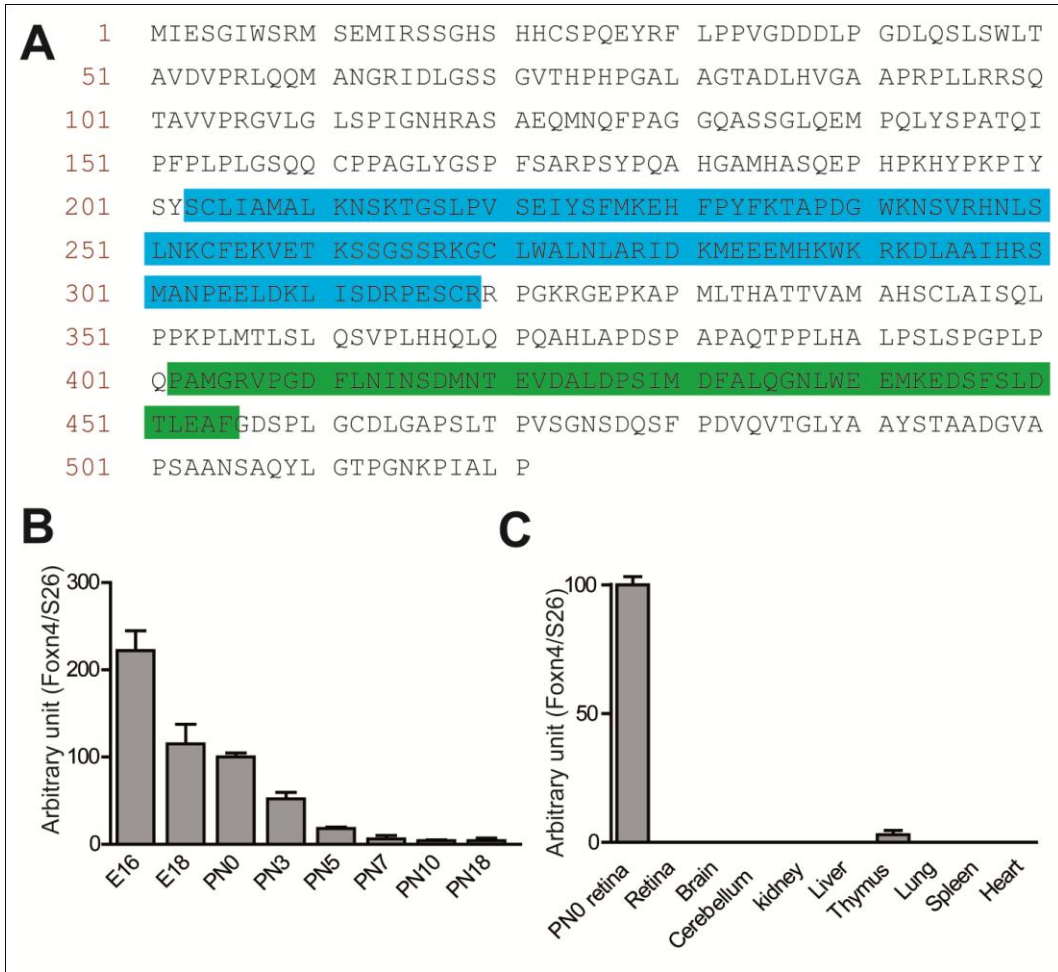 A
1 MIESGIWSRM SEMIRSSGHS HHCSPQEYRF LPPVGDDDLP GDLQSLSWLT
51 AVDVPRLQQM ANGRIDLGSS GVTHPHPGAL AGTADLHVGA APRPLLRRSQ
101 TAVVPRGVLG LSPIGNHRAS AEQMNQFPAG GQASSGLQEM PQLYSPATQI
151 PFPLPLGSQQ CPPAGLYGSP FSARPSYPQA HGAMHASQEP HPKHYPKPIY
201 SYSCLIAMAL KNSKTGSLPV SEIYSFMKEH FPYFKTAPDG WKNSVRHNLS
251 LNKCFEKVET KSSGSSRKGC LWALNLARID KMEEEMHKWK RKDLAAIHRS
301 MANPEELDKL ISDRPESCRR PGKRGEPKAP MLTHATTVAM AHSCLAISQL
351 PPKPLMTLSL QSVPLHHQLQ PQAHLAPDSP APAQTPPLHA LPSLSPGPLP
401 QPAMGRVPGD FLNINSDMNT EVDALDPSIM DFALQGNLWE EMKEDSFSLD
451 TLEAFGDSPL GCDLGAPSLT PVSGNSDQSF PDVQVTGLYA AYSTAADGVA
501 PSAANSAQYL GTPGNKPIAL P
B
Arbitrary unit (Foxn4/S26)
300
200
100
0
E16 E18 PN0 PN3 PN5 PN7 PN10 PN18
C
Arbitrary unit (Foxn4/S26)
100
50
0
PN0 retina Retina Brain Cerebellum kidney Liver Thymus Lung Spleen Heart